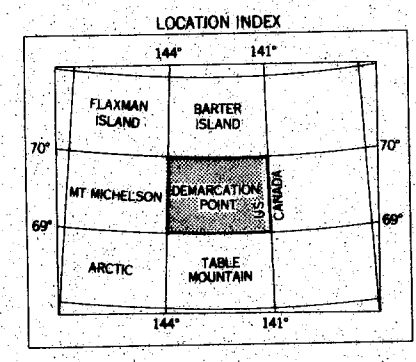 LOCATION INDEX
144° 141°
FLAXMAN
ISLAND
BARTER
ISLAND
70° 70°
MT MICHELSON
DEMARCATION
POINT
U.S.
CANADA
69° 69°
ARCTIC
TABLE
MOUNTAIN
144° 141°